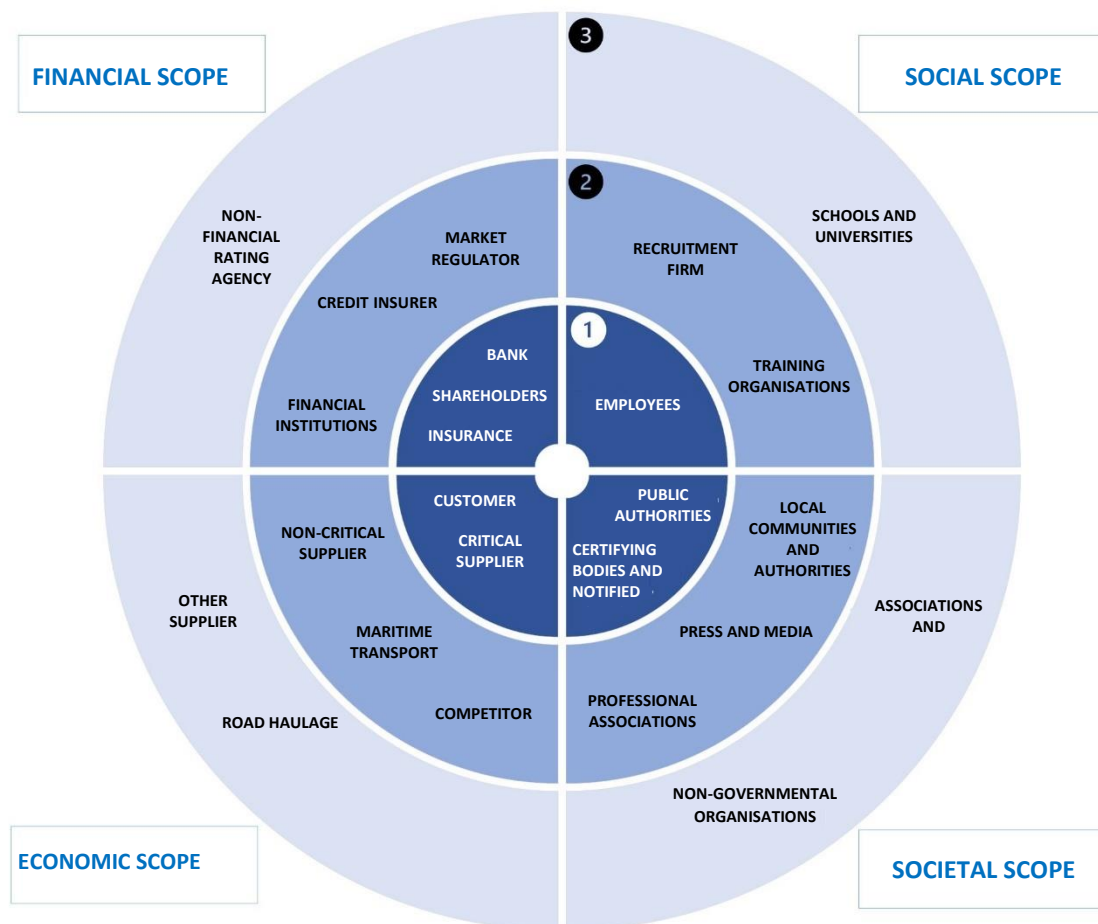 3
FINANCIAL SCOPE
SOCIAL SCOPE
2
NON-
FINANCIAL
RATING
AGENCY
SCHOOLS AND
UNIVERSITIES
MARKET
REGULATOR
RECRUITMENT
FIRM
CREDIT INSURER
1
BANK
SHAREHOLDERS
INSURANCE
EMPLOYEES
TRAINING
ORGANISATIONS
FINANCIAL
INSTITUTIONS
CUSTOMER
CRITICAL
SUPPLIER
PUBLIC
AUTHORITIES
CERTIFYING
BODIES AND
NOTIFIED
NON-CRITICAL
SUPPLIER
LOCAL
COMMUNITIES
AND
AUTHORITIES
OTHER
SUPPLIER
ASSOCIATIONS
AND
MARITIME
TRANSPORT
PRESS AND MEDIA
ROAD HAULAGE
COMPETITOR
PROFESSIONAL
ASSOCIATIONS
NON-GOVERNMENTAL
ORGANISATIONS
ECONOMIC SCOPE
SOCIETAL SCOPE